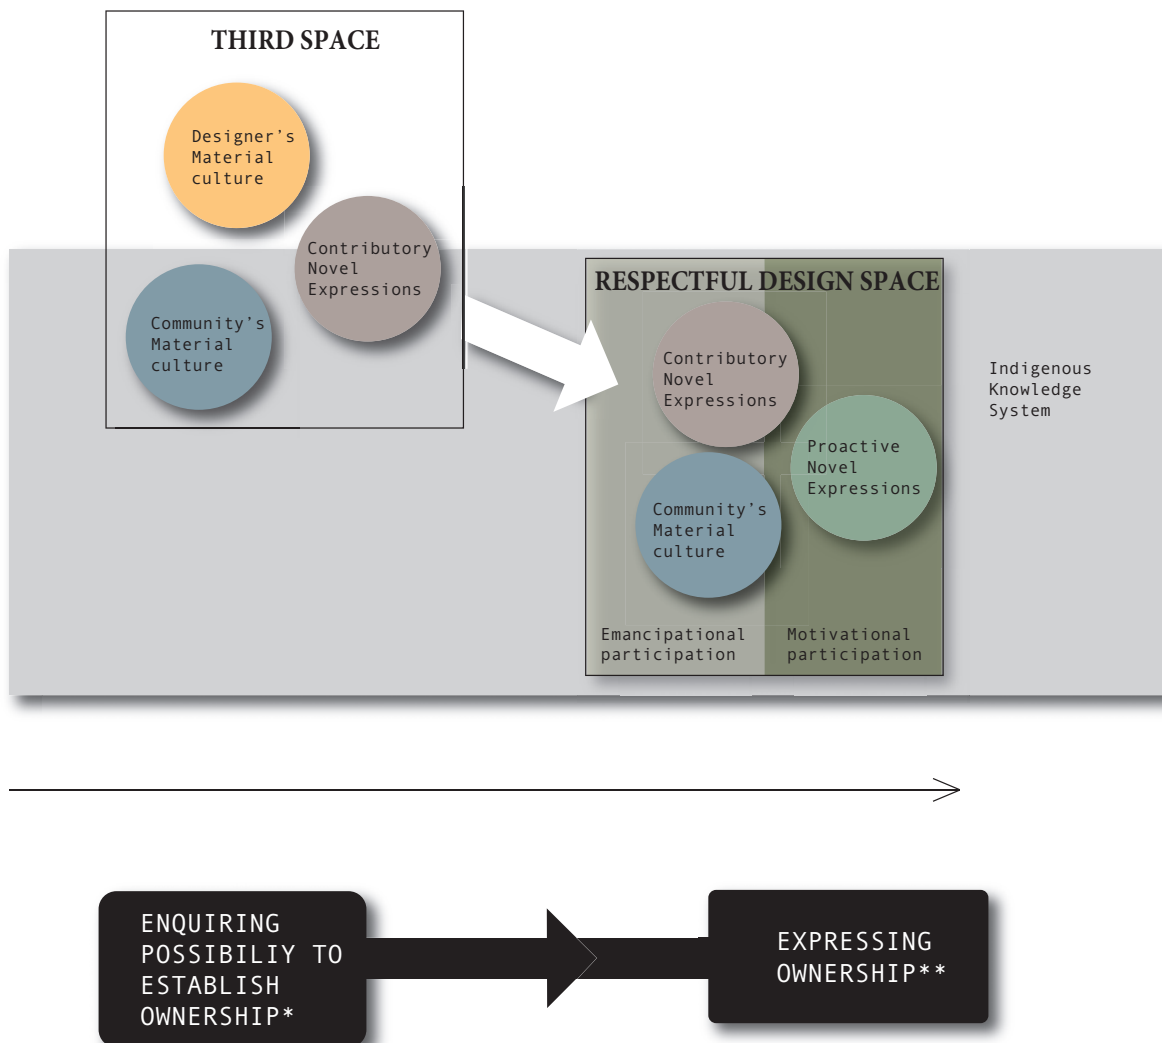 THIRD SPACE
Designer's
Material
culture
Contributory
Novel
Expressions
Community's
Material
culture
RESPECTFUL DESIGN SPACE
Contributory
Novel
Expressions
Proactive
Novel
Expressions
Community's
Material
culture
Emancipational
participation
Motivational
participation
Indigenous
Knowledge
System
ENQUIRING
POSSIBILIY TO
ESTABLISH
OWNERSHIP*
EXPRESSING
OWNERSHIP**